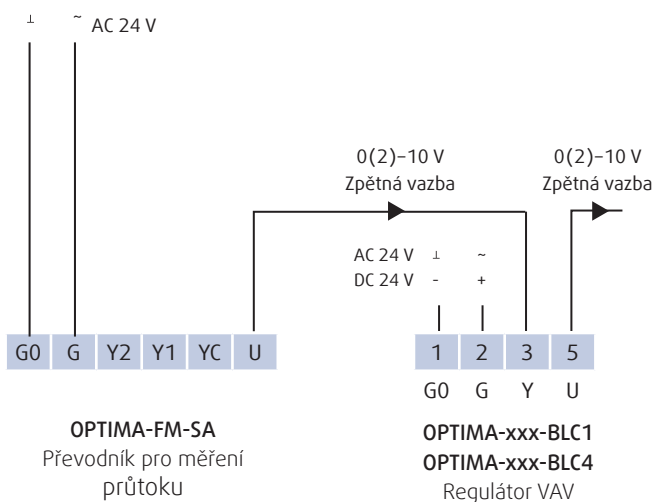 ⊥ ~ AC 24 V
0(2)–10 V
Zpětná vazba
0(2)–10 V
Zpětná vazba
AC 24 V ⊥ ~
DC 24 V - +
G0 G Y2 Y1 YC U
1 2 3 5
G0 G Y U
OPTIMA-FM-SA
Převodník pro měření
průtoku
OPTIMA-xxx-BLC1
OPTIMA-xxx-BLC4
Regulátor VAV